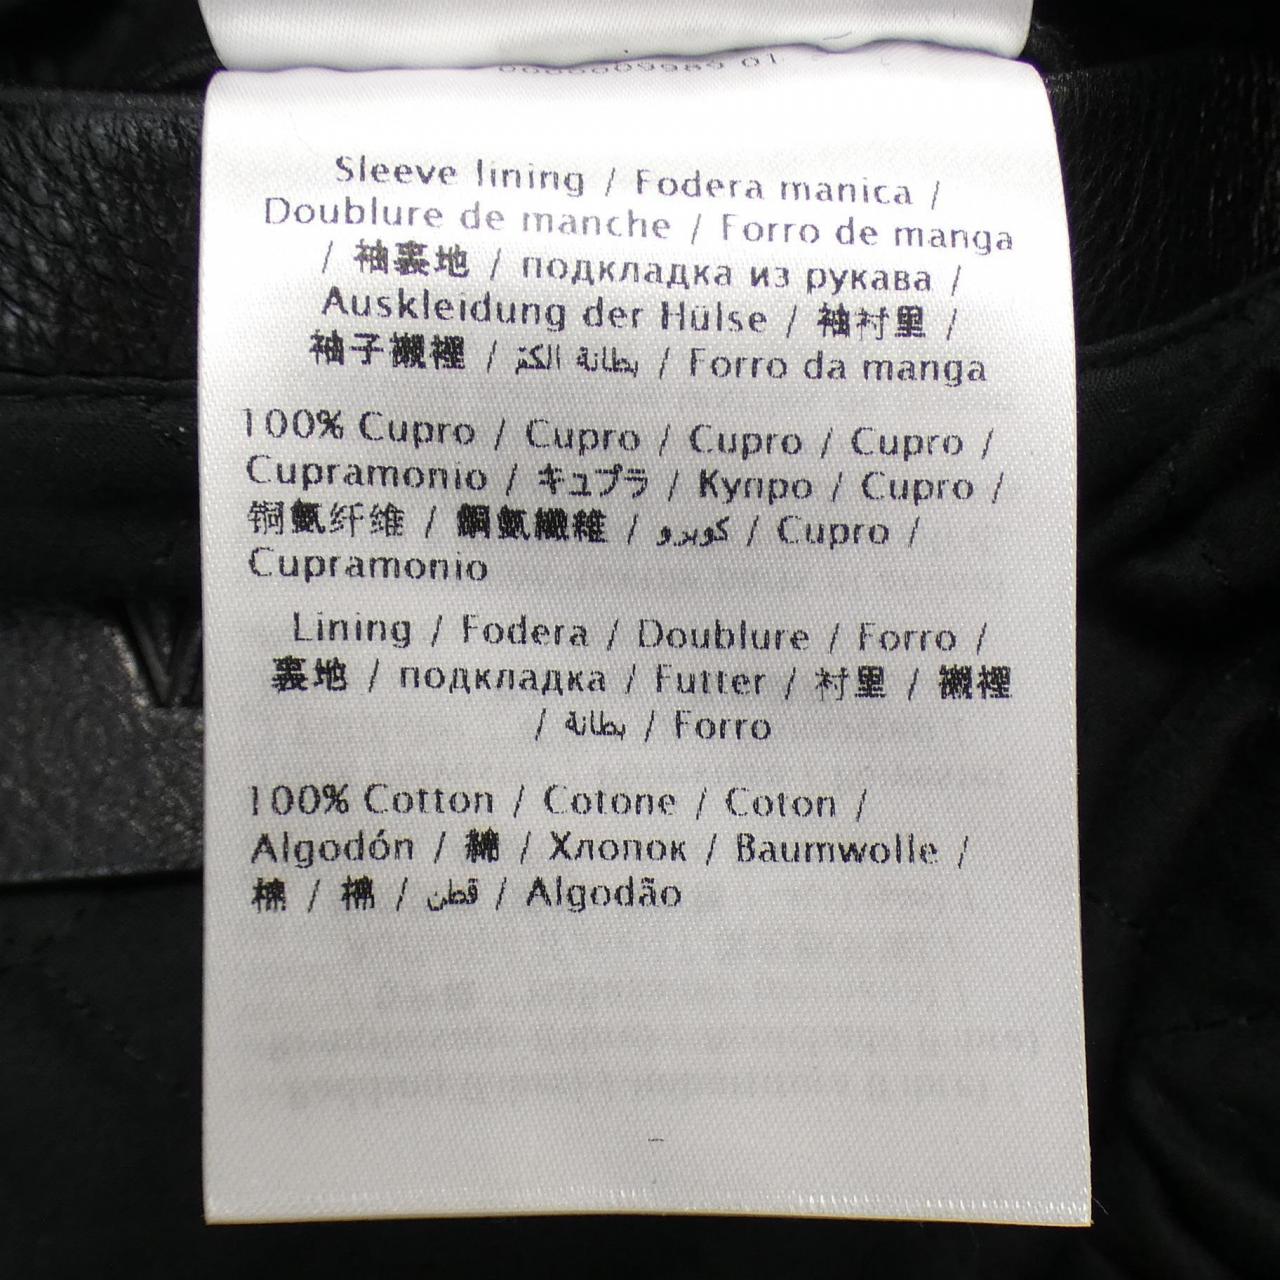 Sleeve lining / Fodera manica /
Doublure de manche / Forro de manga
/ 袖裏地 / подкладка из рукава /
Auskleidung der Hülse / 袖衬里 /
袖子襯裡 / بطانة الكتر / Forro da manga
100% Cupro / Cupro / Cupro / Cupro /
Cupramonio / キュプラ / Купро / Cupro /
铜氨纤维 / 銅氨纖維 / كوبرو / Cupro /
Cupramonio
Lining / Fodera / Doublure / Forro /
裏地 / подкладка / Futter / 衬里 / 襯裡
/ بطانة / Forro
100% Cotton / Cotone / Coton /
Algodón / 綿 / Хлопок / Baumwolle /
棉 / 棉 / قطن / Algodão